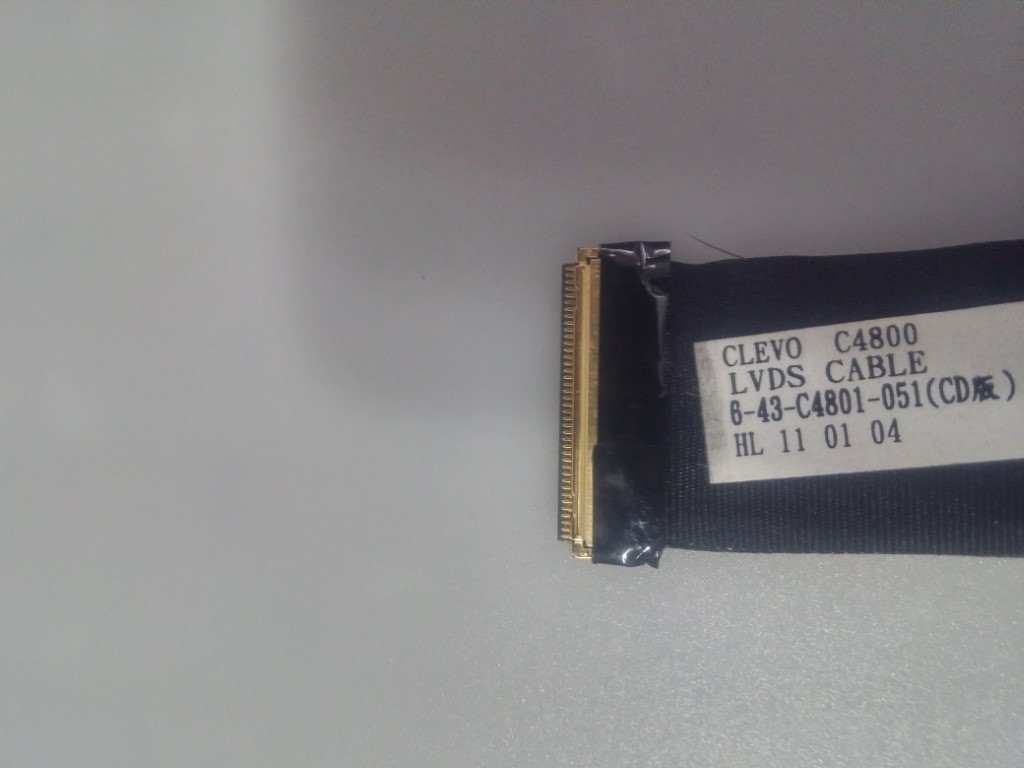 CLEVO C4800
LVDS CABLE
6-43-C4801-051(CD版)
HL 11 01 04